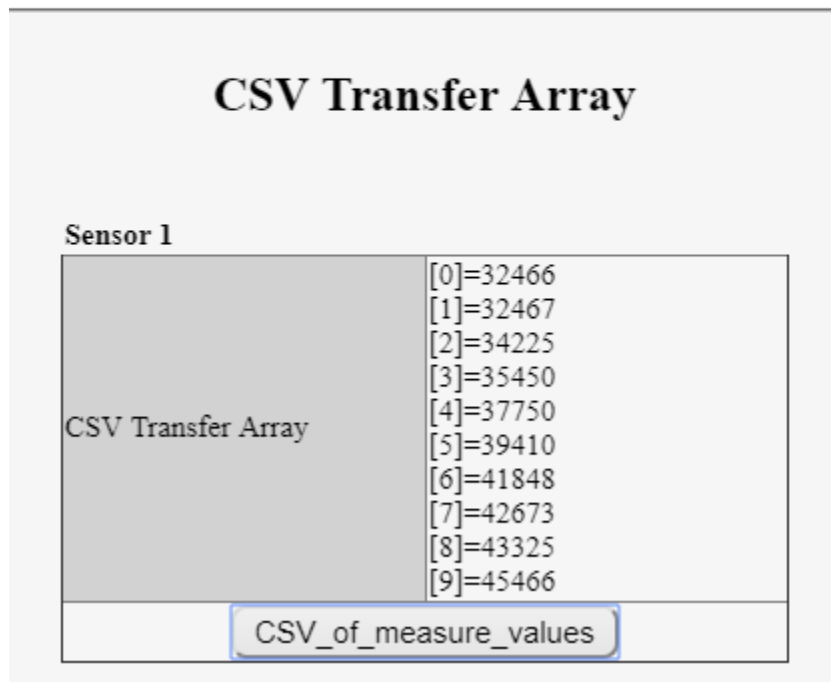 CSV Transfer Array
Sensor 1
CSV Transfer Array
[0]=32466
[1]=32467
[2]=34225
[3]=35450
[4]=37750
[5]=39410
[6]=41848
[7]=42673
[8]=43325
[9]=45466
CSV_of_measure_values